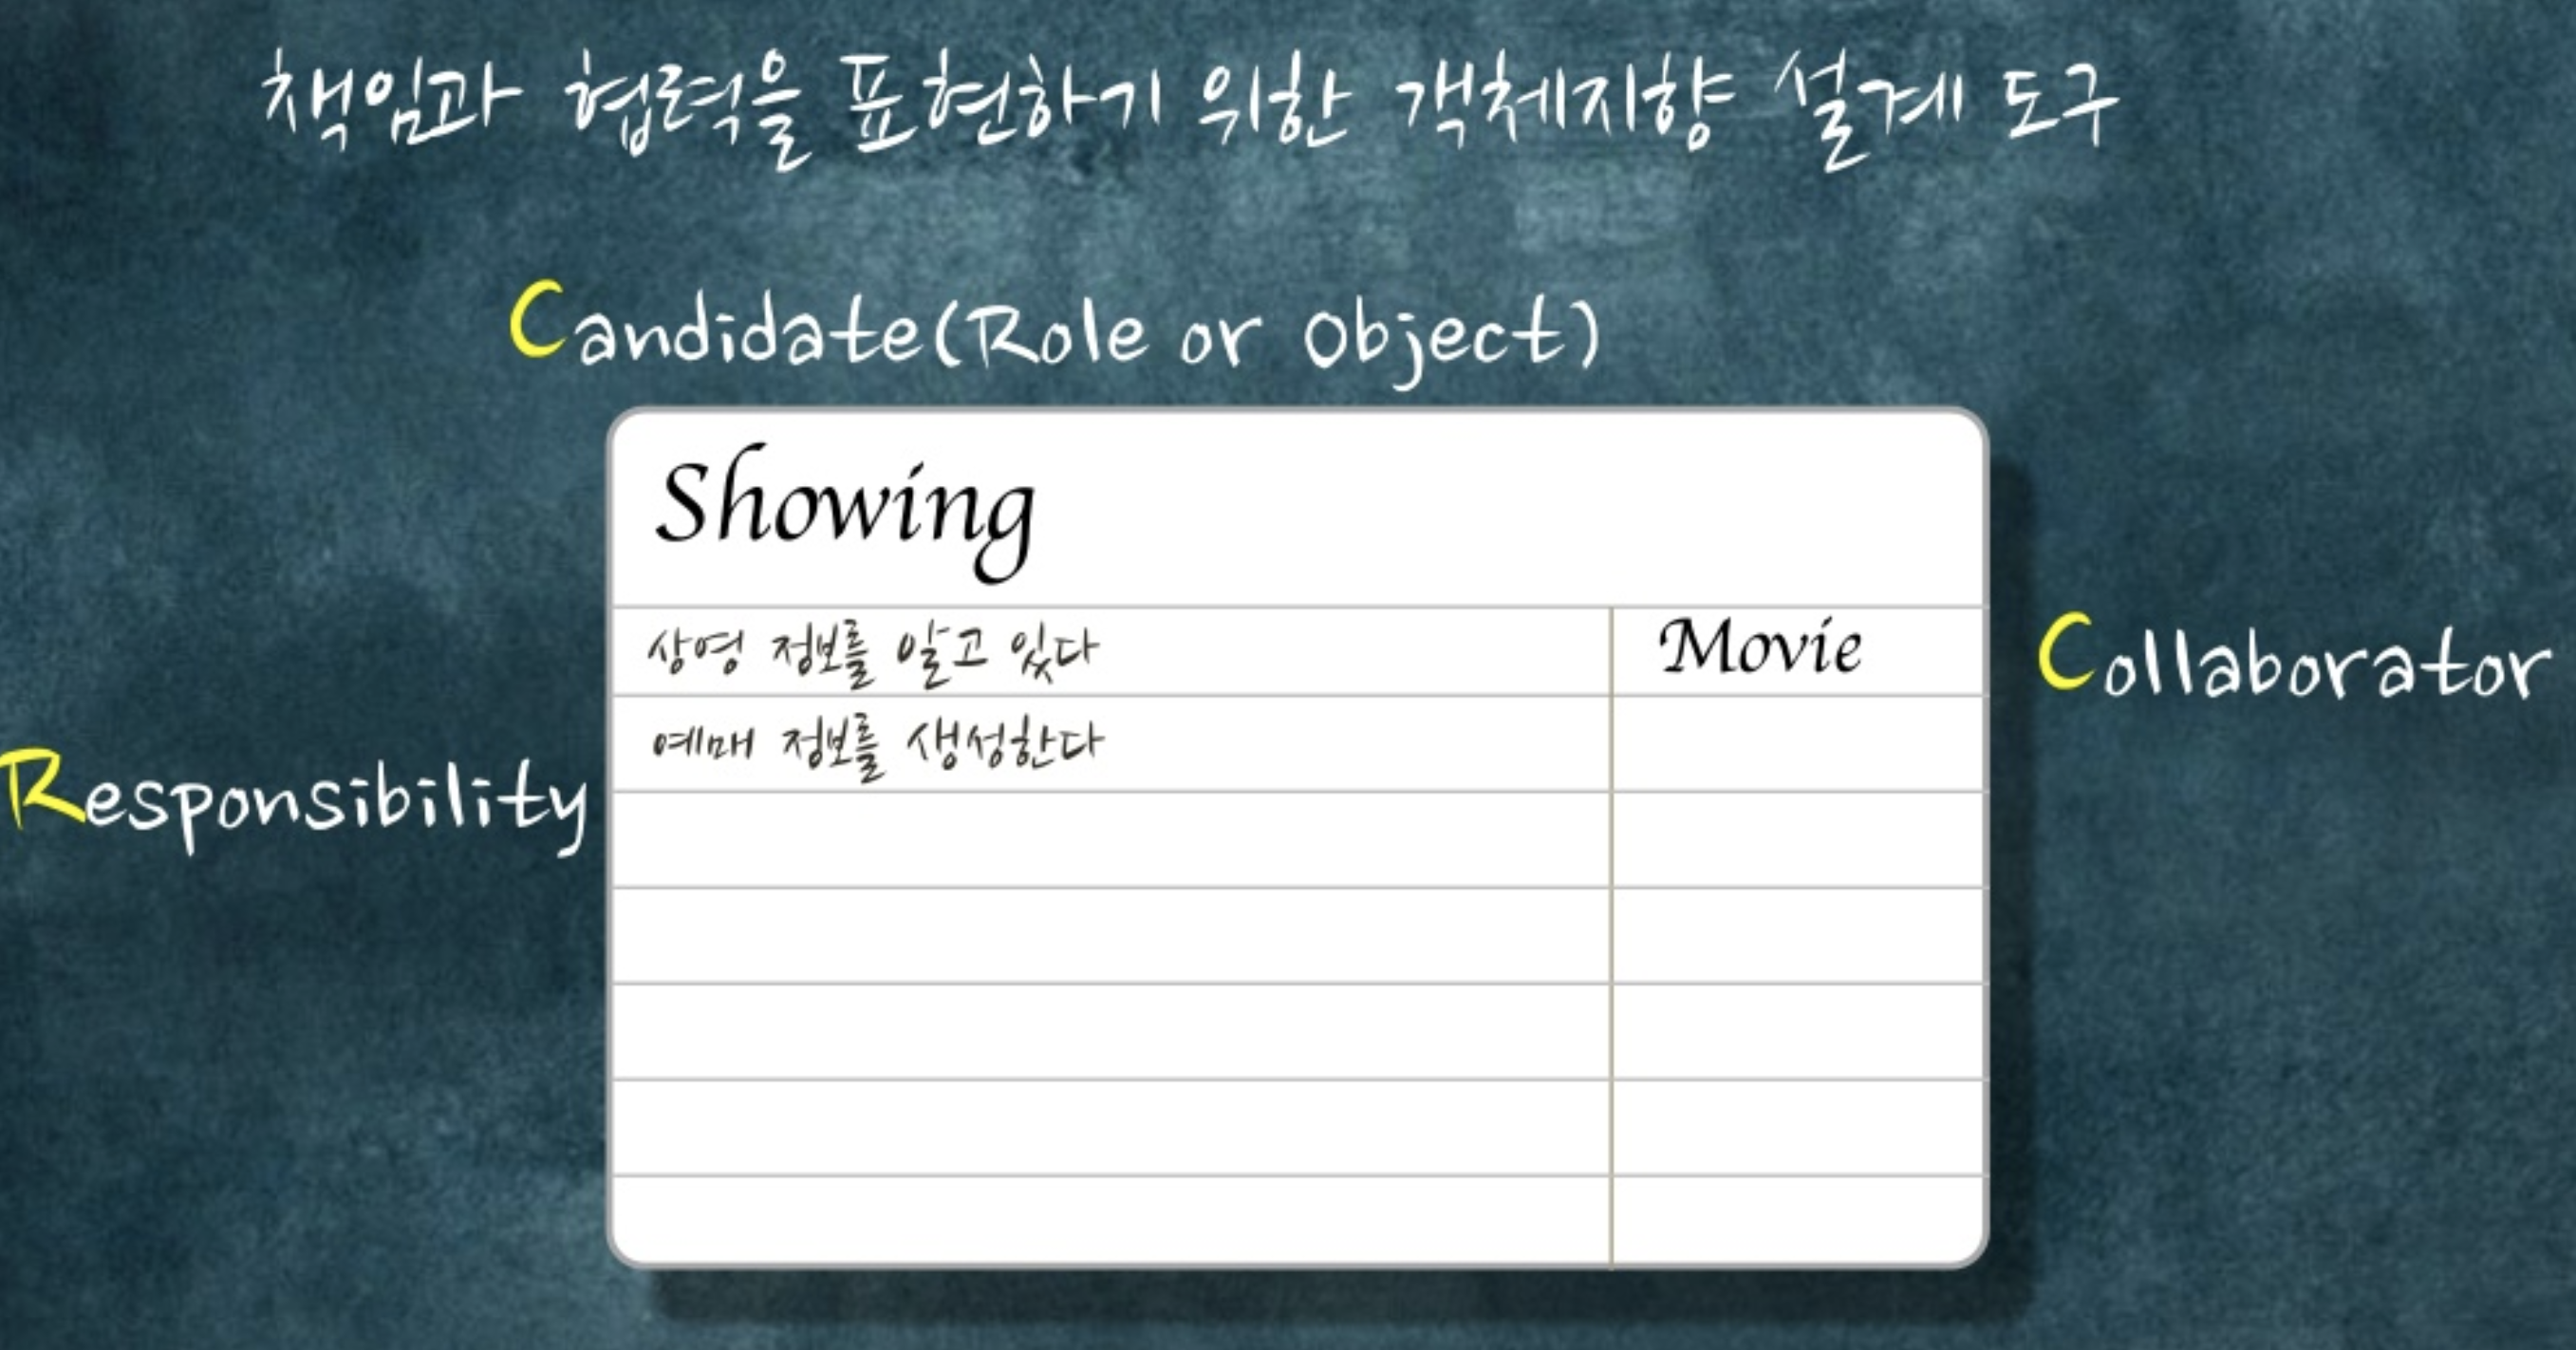 책임과 협력을 표현하기 위한 객체지향 설계 도구
Candidate(Role or Object)
Showing
상영 정보를 알고 있다
Movie
Collaborator
예매 정보를 생성한다
Responsibility